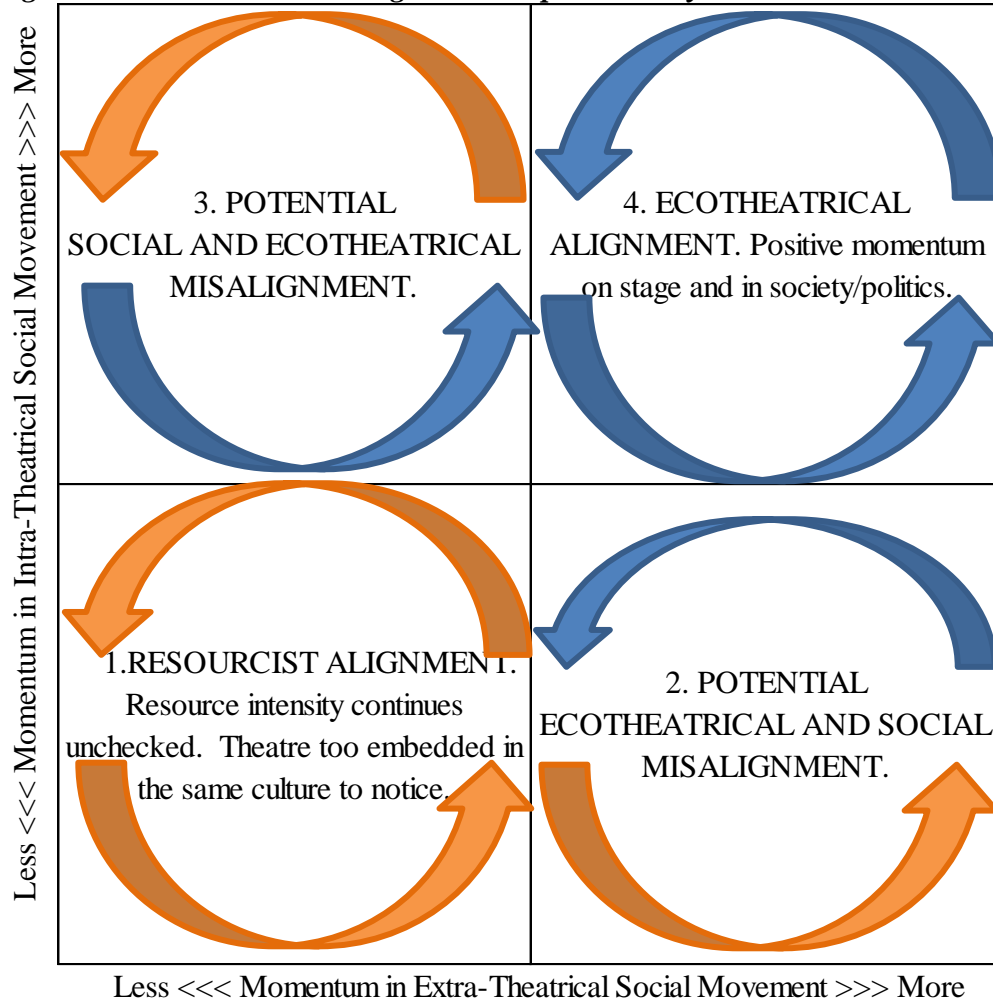 Less <<< Momentum in Intra-Theatrical Social Movement >>> More
3. POTENTIAL
SOCIAL AND ECOTHEATRICAL
MISALIGNMENT.
4. ECOTHEATRICAL
ALIGNMENT. Positive momentum
on stage and in society/politics.
1.RESOURCIST ALIGNMENT.
Resource intensity continues
unchecked. Theatre too embedded in
the same culture to notice.
2. POTENTIAL
ECOTHEATRICAL AND SOCIAL
MISALIGNMENT.
Less <<< Momentum in Extra-Theatrical Social Movement >>> More